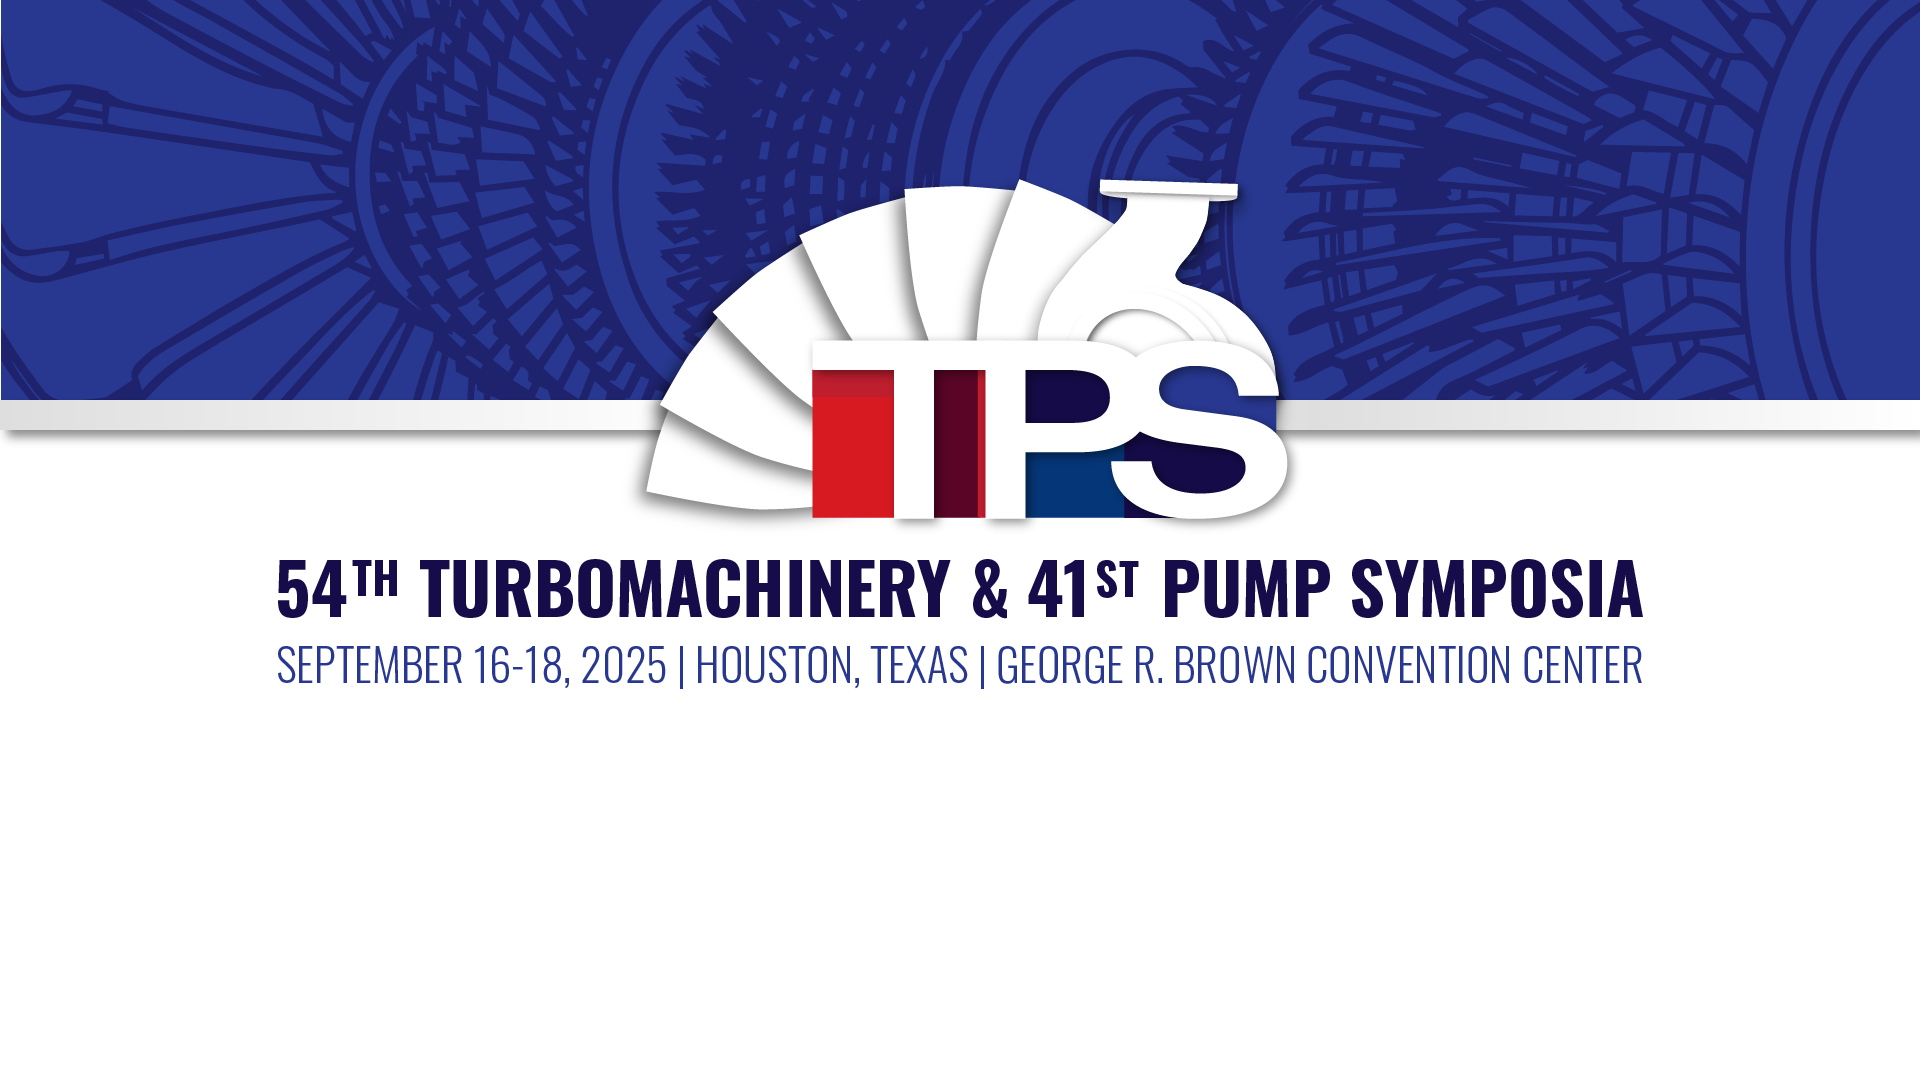 TPS
54TH TURBOMACHINERY & 41ST PUMP SYMPOSIA
SEPTEMBER 16-18, 2025 | HOUSTON, TEXAS | GEORGE R. BROWN CONVENTION CENTER